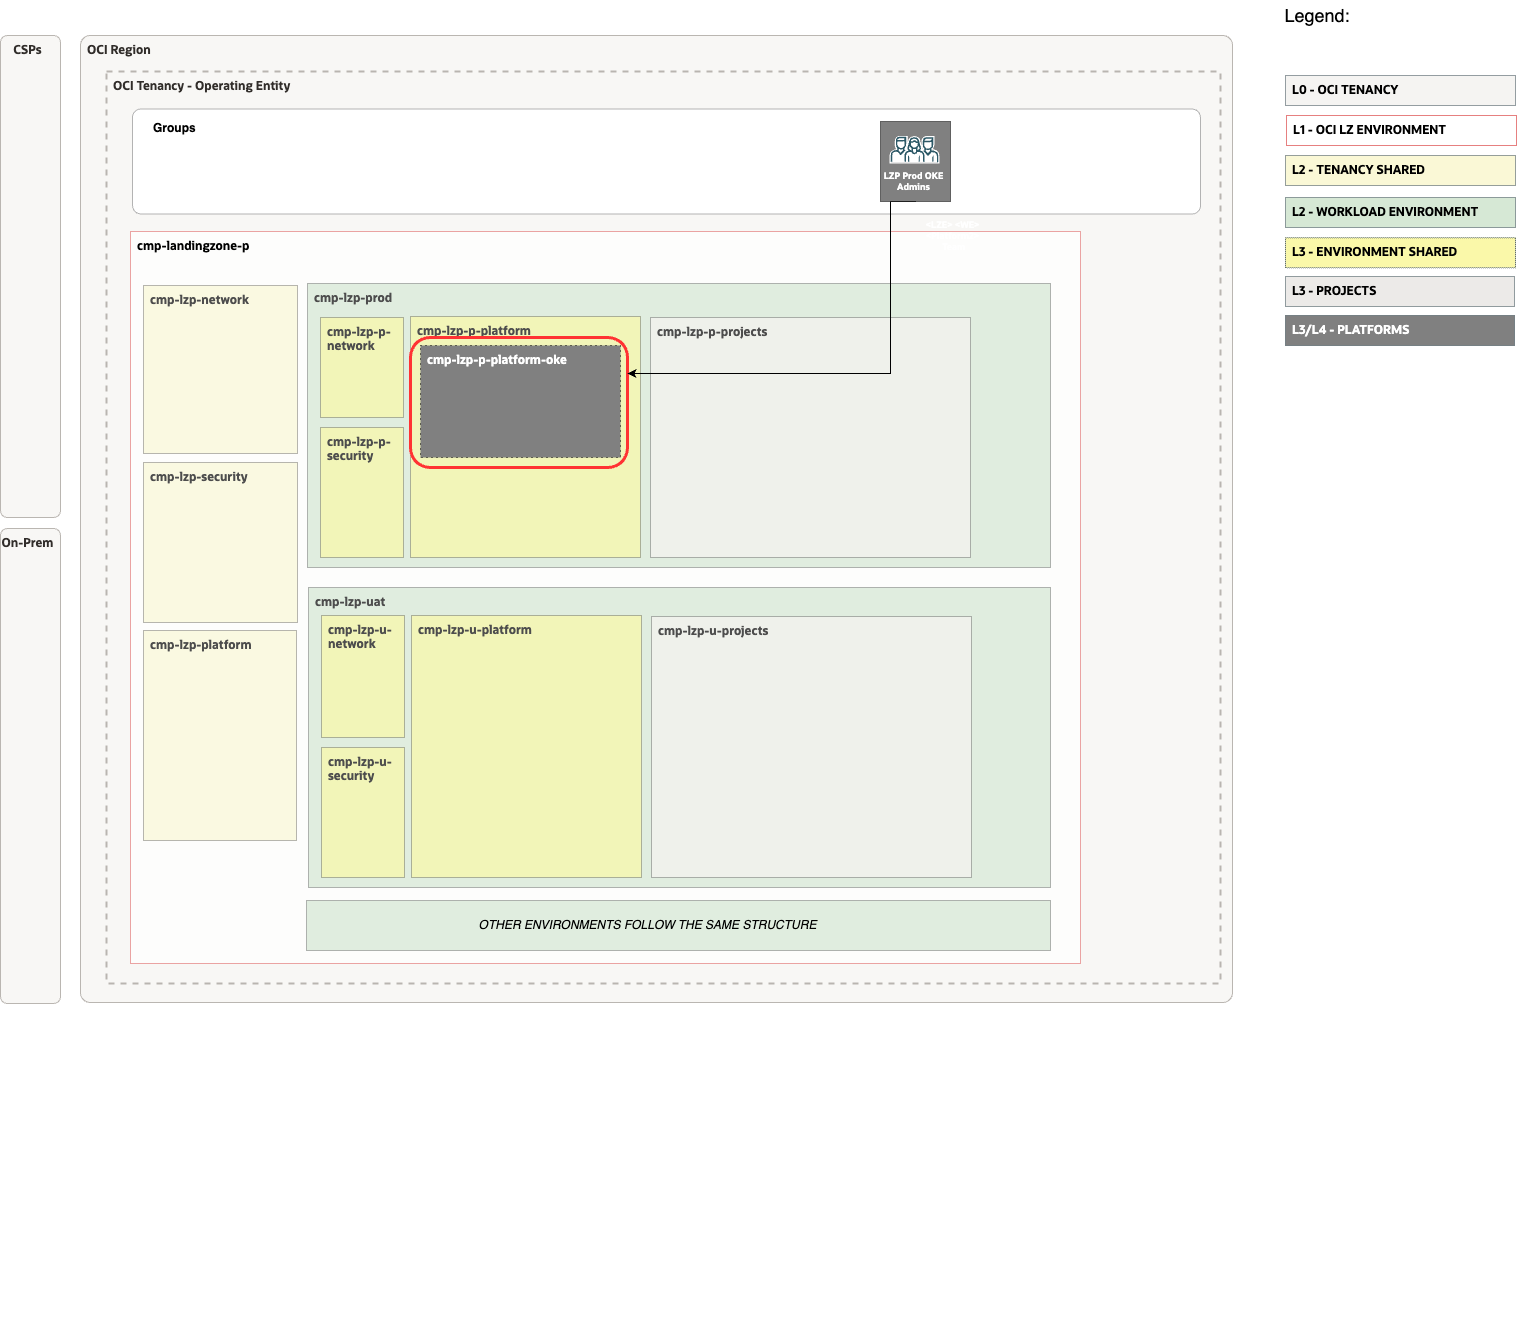 Legend:
CSPs
OCI Region
OCI Tenancy - Operating Entity
L0 - OCI TENANCY
Groups
L1 - OCI LZ ENVIRONMENT
L2 - TENANCY SHARED
LZP Prod OKE
Admins
L2 - WORKLOAD ENVIRONMENT
cmp-landingzone-p
L3 - ENVIRONMENT SHARED
L3 - PROJECTS
L3/L4 - PLATFORMS
cmp-lzp-network
cmp-lzp-prod
cmp-lzp-p-
network
cmp-lzp-p-platform
cmp-lzp-p-projects
cmp-lzp-p-platform-oke
cmp-lzp-p-
security
cmp-lzp-security
On-Prem
cmp-lzp-uat
cmp-lzp-u-
network
cmp-lzp-u-platform
cmp-lzp-u-projects
cmp-lzp-platform
cmp-lzp-u-
security
OTHER ENVIRONMENTS FOLLOW THE SAME STRUCTURE